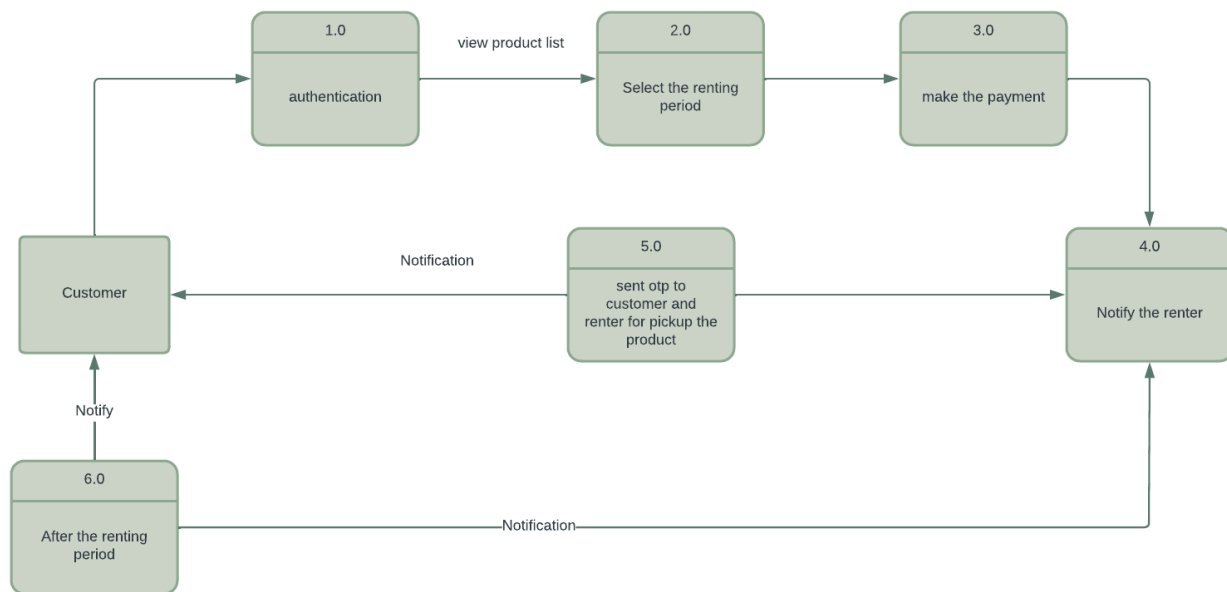 1.0
authentication
view product list
2.0
Select the renting
period
3.0
make the payment
Customer
Notification
5.0
sent otp to
customer and
renter for pickup the
product
4.0
Notify the renter
Notify
6.0
After the renting
period
Notification